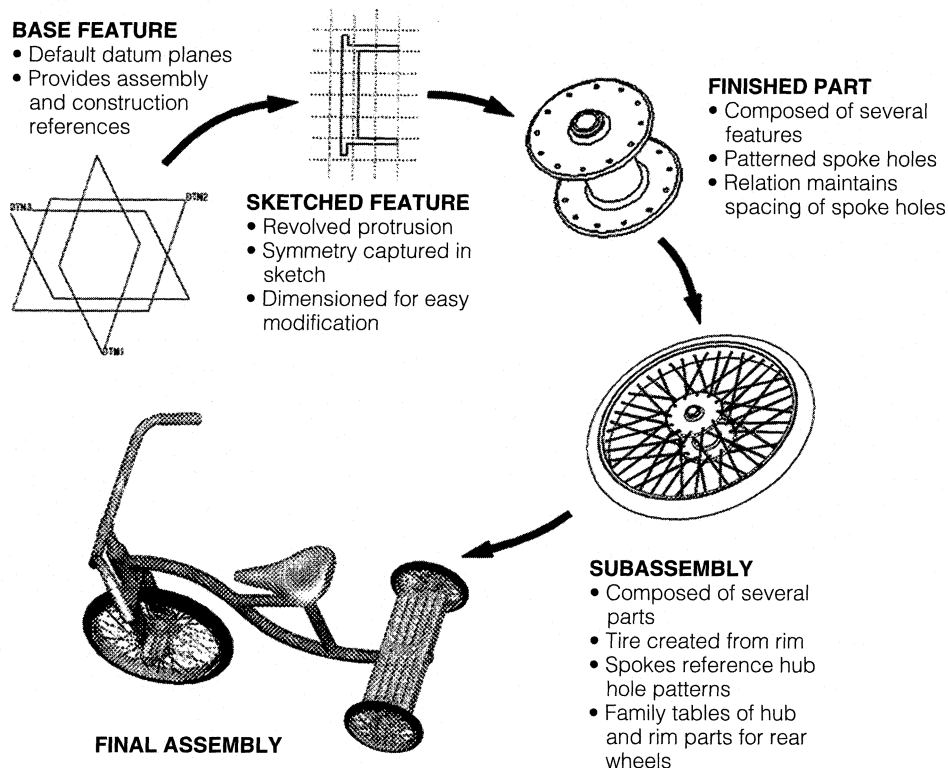 BASE FEATURE
• Default datum planes
• Provides assembly
and construction
references
DTM3
DTM2
DTM1
SKETCHED FEATURE
• Revolved protrusion
• Symmetry captured in
sketch
• Dimensioned for easy
modification
FINISHED PART
• Composed of several
features
• Patterned spoke holes
• Relation maintains
spacing of spoke holes
SUBASSEMBLY
• Composed of several
parts
• Tire created from rim
• Spokes reference hub
hole patterns
• Family tables of hub
and rim parts for rear
wheels
FINAL ASSEMBLY